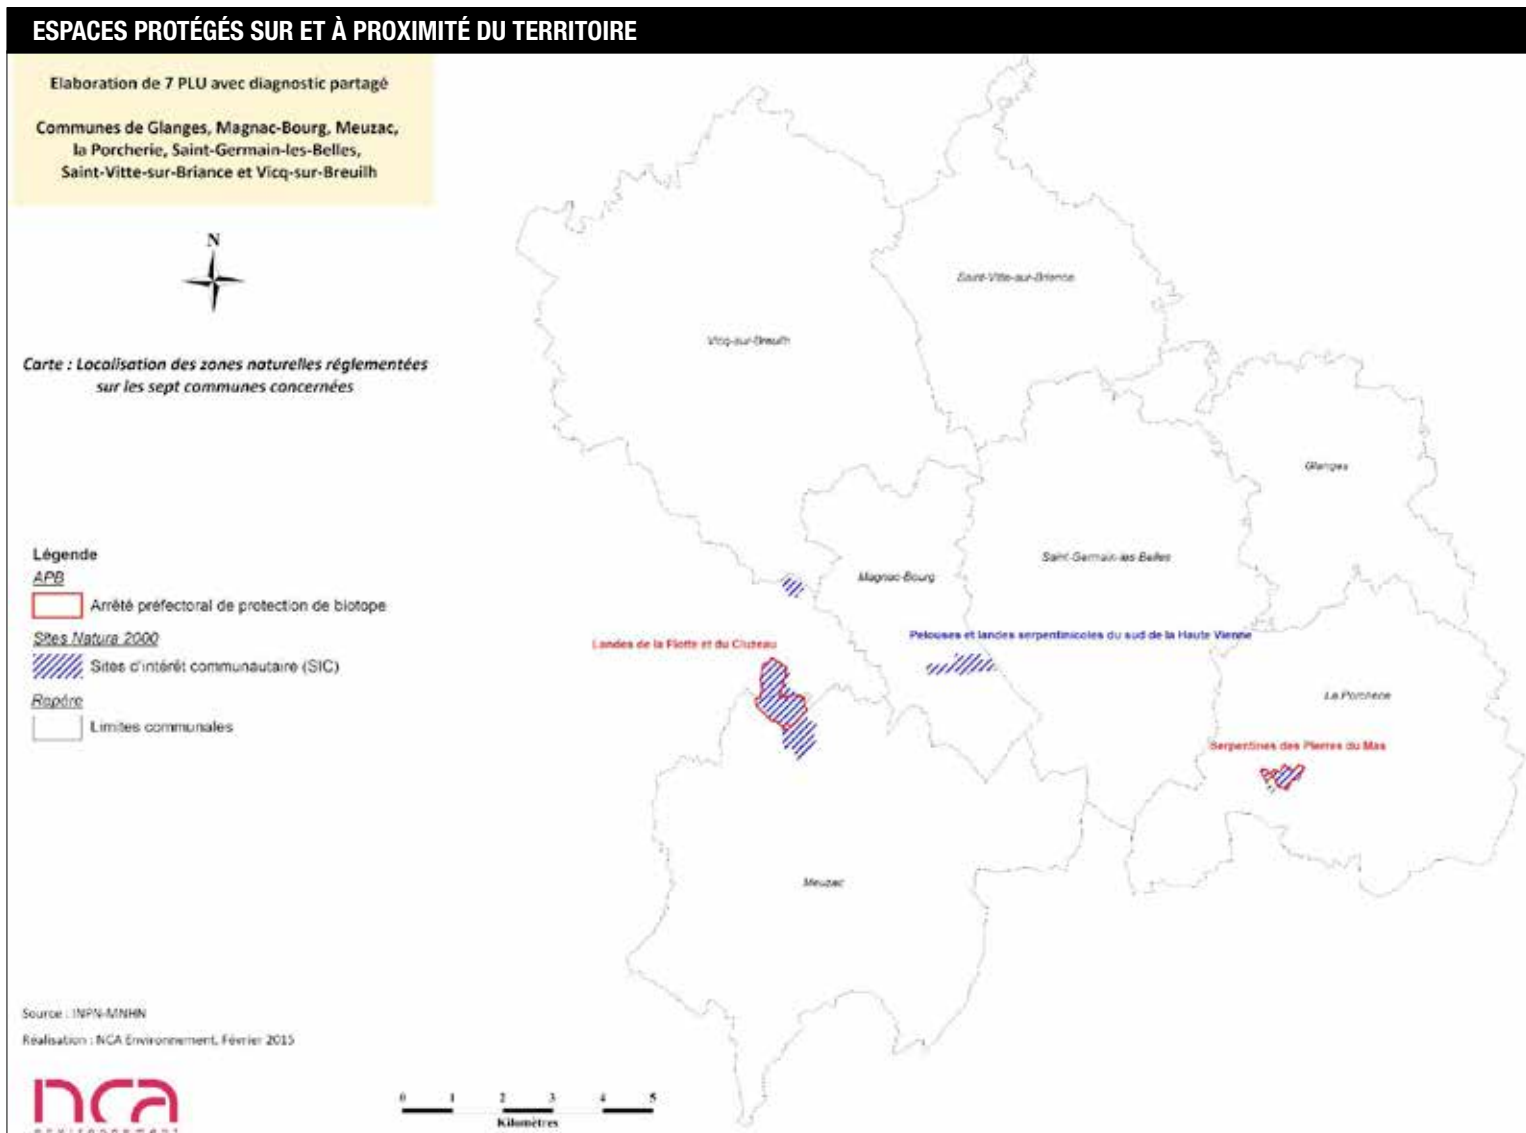 ESPACES PROTÉGÉS SUR ET À PROXIMITÉ DU TERRITOIRE
Elaboration de 7 PLU avec diagnostic partagé
Communes de Glanges, Magnac-Bourg, Meuzac,
la Porcherie, Saint-Germain-les-Belles,
Saint-Vitte-sur-Briance et Vicq-sur-Breuilh
N
Carte : Localisation des zones naturelles réglementées
sur les sept communes concernées
Saint-Vitte-sur-Briance
Vicq-sur-Breuilh
Glanges
Saint-Germain-les-Belles
Magnac-Bourg
Pelouses et landes serpentinicoles du sud de la Haute Vienne
Landes de la Flotte et du Cluzeau
La Porcherie
Serpentines des Pierres du Mas
Meuzac
Légende
APB
Arrêté préfectoral de protection de biotope
Sites Natura 2000
Sites d'intérêt communautaire (SIC)
Repère
Limites communales
Source : INPN-MNHN
Réalisation : NCA Environnement, Février 2015
nca
environnement
0 1 2 3 4 5
Kilomètres